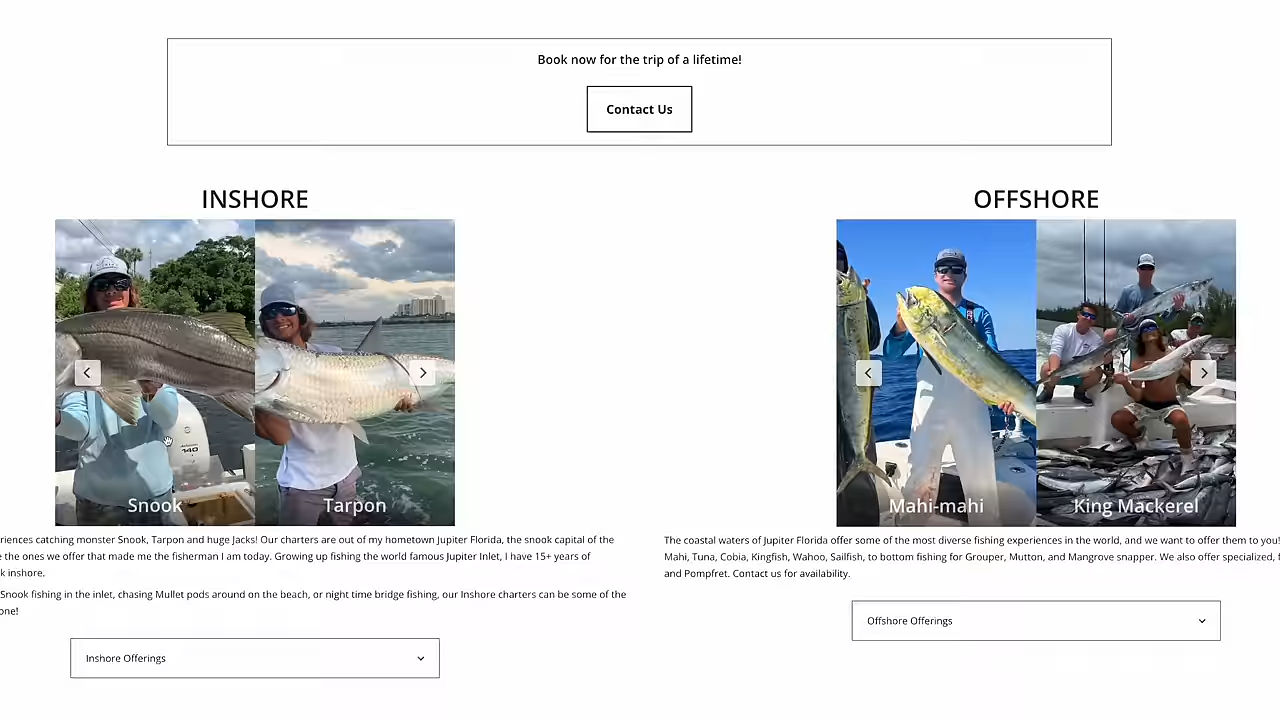 Book now for the trip of a lifetime!
Contact Us
INSHORE
Snook
Tarpon
riences catching monster Snook, Tarpon and huge Jacks! Our charters are out of my hometown Jupiter Florida, the snook capital of the
e the ones we offer that made me the fisherman I am today. Growing up fishing the world famous Jupiter Inlet, I have 15+ years of
k inshore.
Snook fishing in the inlet, chasing Mullet pods around on the beach, or night time bridge fishing, our Inshore charters can be some of the
one!
Inshore Offerings
OFFSHORE
Mahi-mahi
King Mackerel
The coastal waters of Jupiter Florida offer some of the most diverse fishing experiences in the world, and we want to offer them to you!
Mahi, Tuna, Cobia, Kingfish, Wahoo, Sailfish, to bottom fishing for Grouper, Mutton, and Mangrove snapper. We also offer specialized, f
and Pompfret. Contact us for availability.
Offshore Offerings
140